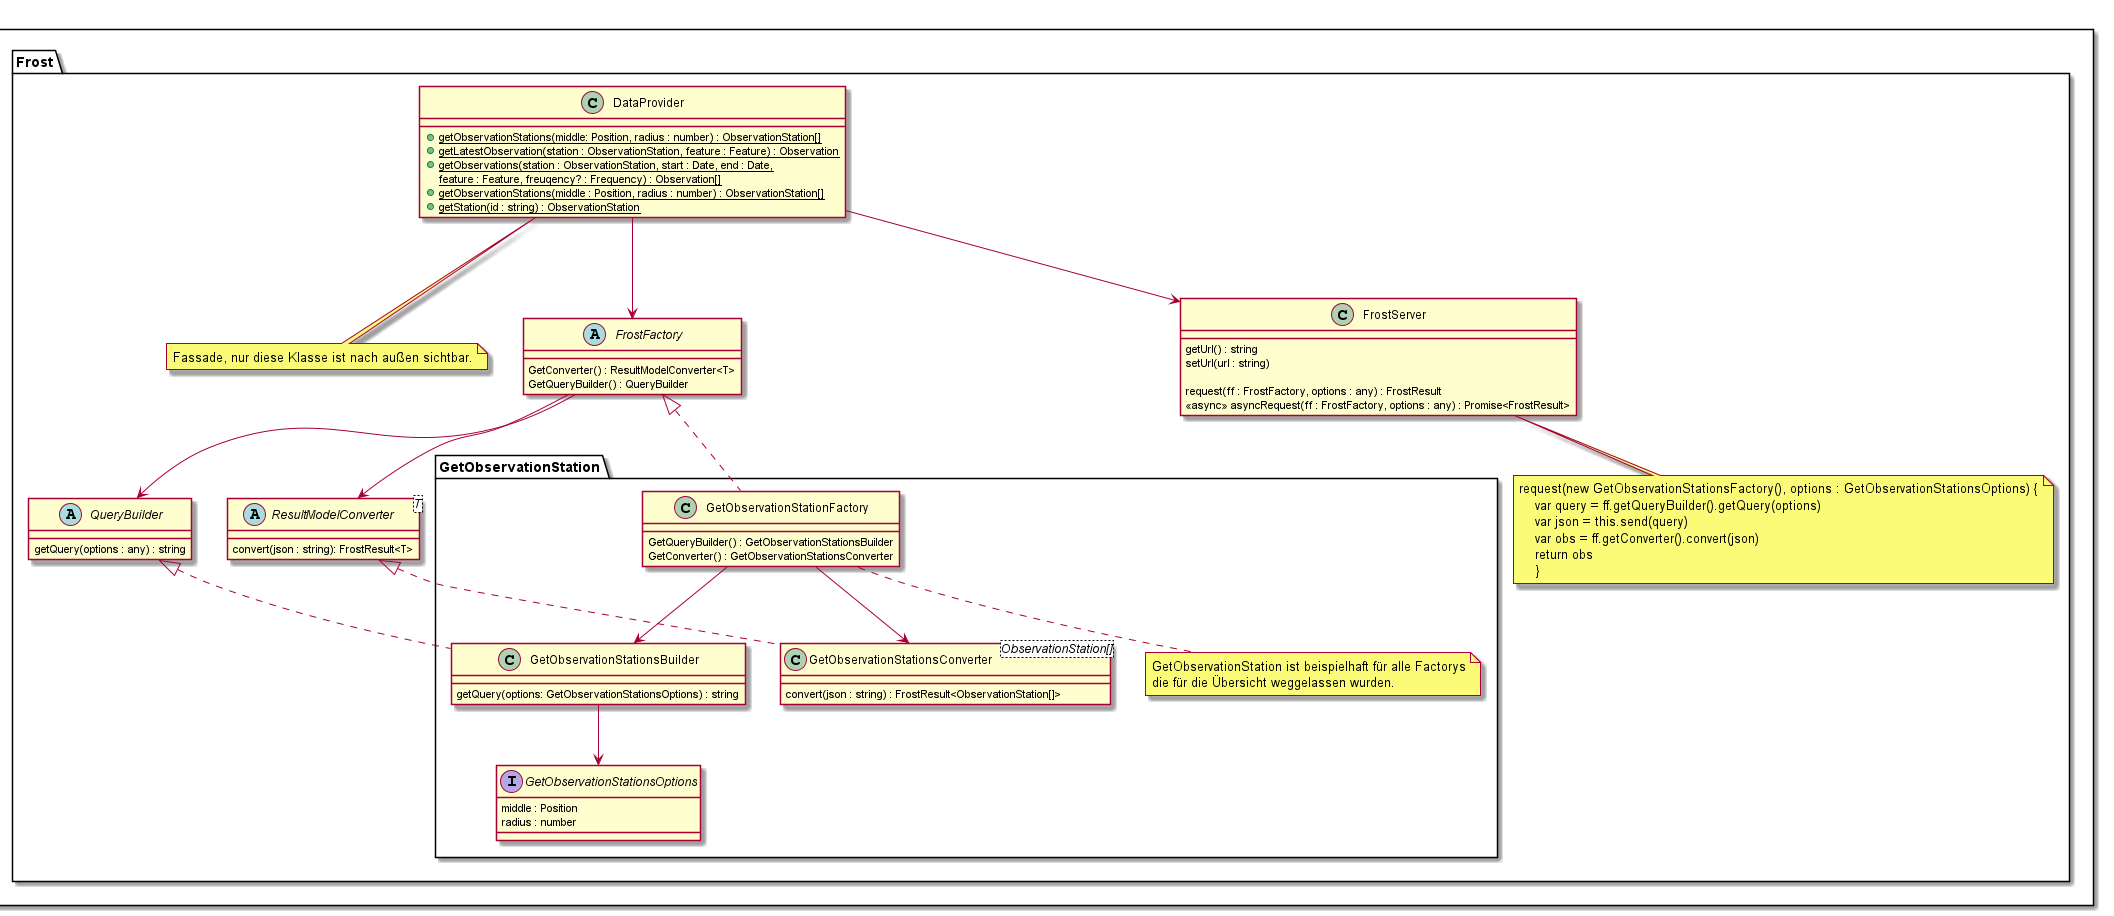 Frost
C DataProvider
getObservationStations(middle: Position, radius : number) : ObservationStation[]
getLatestObservation(station : ObservationStation, feature : Feature) : Observation
getObservations(station : ObservationStation, start : Date, end : Date,
feature : Feature, freuqency? : Frequency) : Observation[]
getObservationStations(middle : Position, radius : number) : ObservationStation[]
getStation(id : string) : ObservationStation
Fassade, nur diese Klasse ist nach außen sichtbar.
A FrostFactory
GetConverter() : ResultModelConverter<T>
GetQueryBuilder() : QueryBuilder
C FrostServer
getUrl() : string
setUrl(url : string)
request(ff : FrostFactory, options : any) : FrostResult
«async» asyncRequest(ff : FrostFactory, options : any) : Promise<FrostResult>
A QueryBuilder
getQuery(options : any) : string
A ResultModelConverter
T
convert(json : string): FrostResult<T>
GetObservationStation
C GetObservationStationFactory
GetQueryBuilder() : GetObservationStationsBuilder
GetConverter() : GetObservationStationsConverter
request(new GetObservationStationsFactory(), options : GetObservationStationsOptions) {
var query = ff.getQueryBuilder().getQuery(options)
var json = this.send(query)
var obs = ff.getConverter().convert(json)
return obs
}
C GetObservationStationsBuilder
getQuery(options: GetObservationStationsOptions) : string
C GetObservationStationsConverter
ObservationStation[]
convert(json : string) : FrostResult<ObservationStation[]>
GetObservationStation ist beispielhaft für alle Factorys
die für die Übersicht weggelassen wurden.
I GetObservationStationsOptions
middle : Position
radius : number